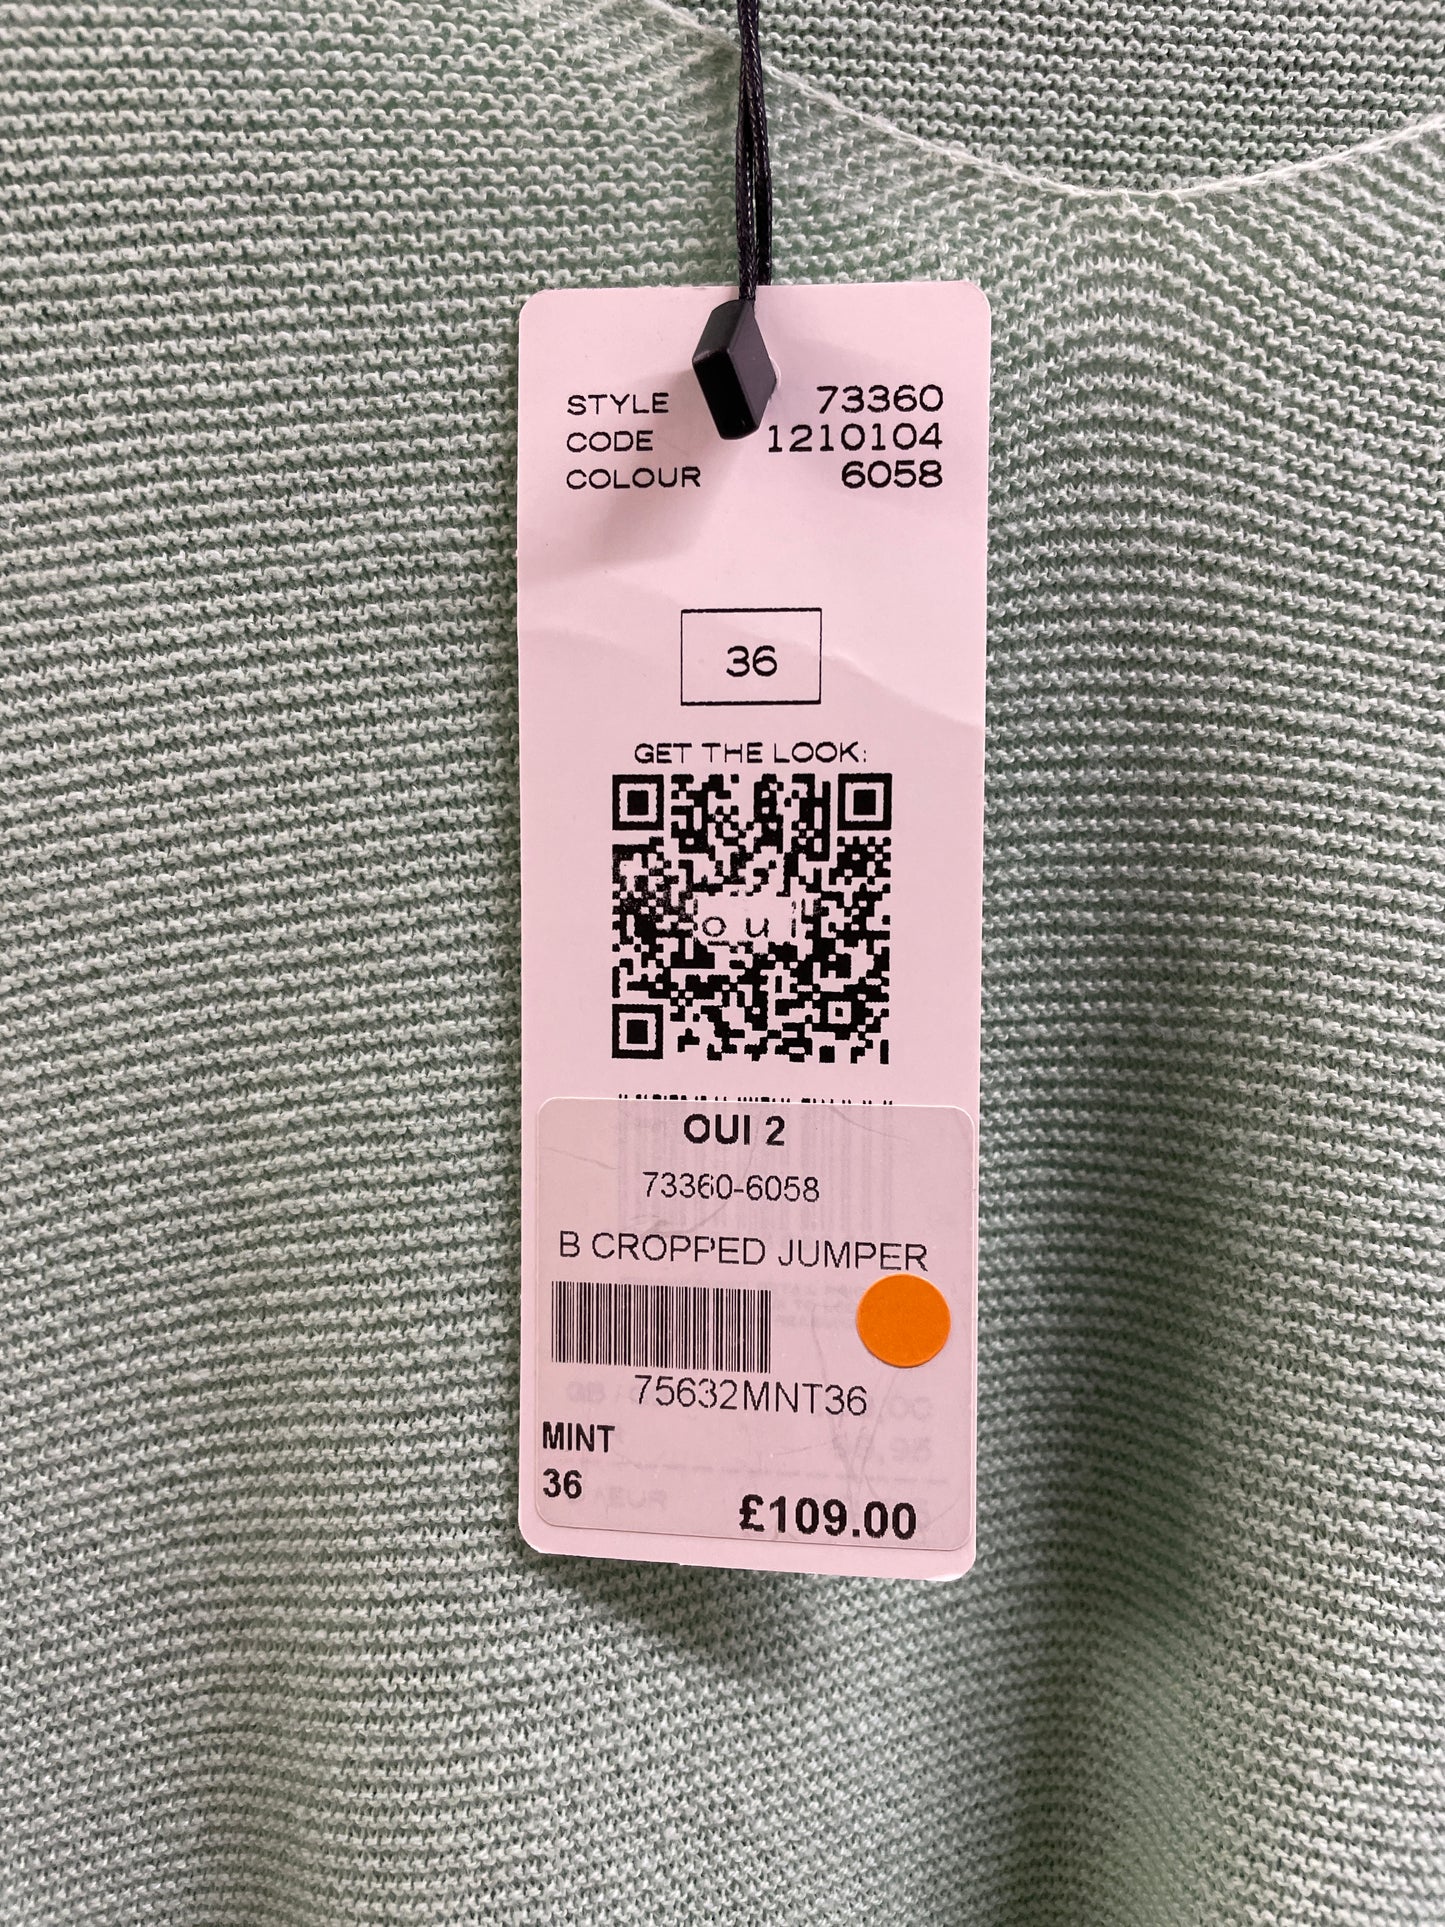 STYLE 73360
CODE 1210104
COLOUR 6058
36
GET THE LOOK:
oui
OUI 2
73360-6058
B CROPPED JUMPER
75632MNT36
MINT
36
£109.00